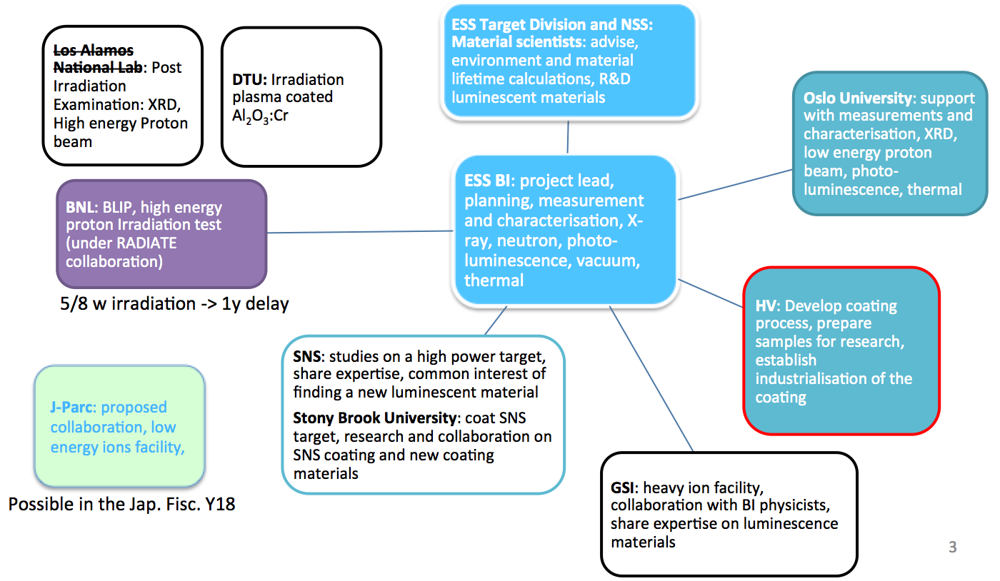 Los Alamos
National Lab: Post
Irradiation
Examination: XRD,
High energy Proton
beam
DTU: Irradiation
plasma coated
Al₂O₃:Cr
ESS Target Division and NSS:
Material scientists: advise,
environment and material
lifetime calculations, R&D
luminescent materials
Oslo University: support
with measurements and
characterisation, XRD,
low energy proton
beam, photo-
luminescence, thermal
BNL: BLIP, high energy
proton Irradiation test
(under RADIATE
collaboration)
5/8 w irradiation -> 1y delay
ESS BI: project lead,
planning, measurement
and characterisation, X-
ray, neutron, photo-
luminescence, vacuum,
thermal
HV: Develop coating
process, prepare
samples for research,
establish
industrialisation of the
coating
SNS: studies on a high power target,
share expertise, common interest of
finding a new luminescent material
Stony Brook University: coat SNS
target, research and collaboration on
SNS coating and new coating
materials
J-Parc: proposed
collaboration, low
energy ions facility,
Possible in the Jap. Fisc. Y18
GSI: heavy ion facility,
collaboration with BI physicists,
share expertise on luminescence
materials
3